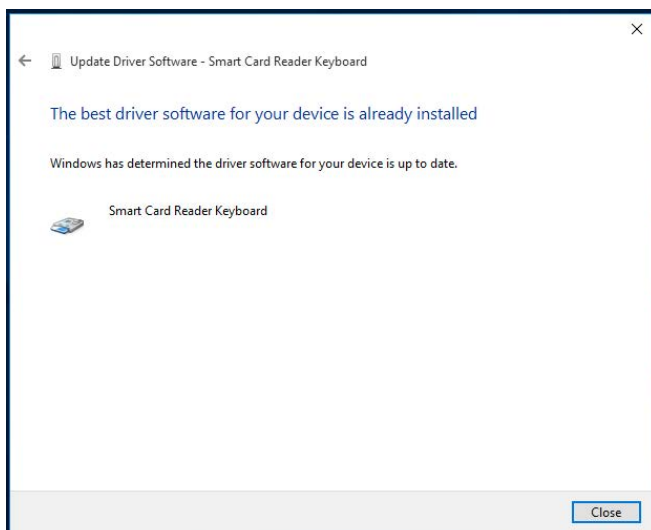 Update Driver Software - Smart Card Reader Keyboard
The best driver software for your device is already installed
Windows has determined the driver software for your device is up to date.
Smart Card Reader Keyboard
Close